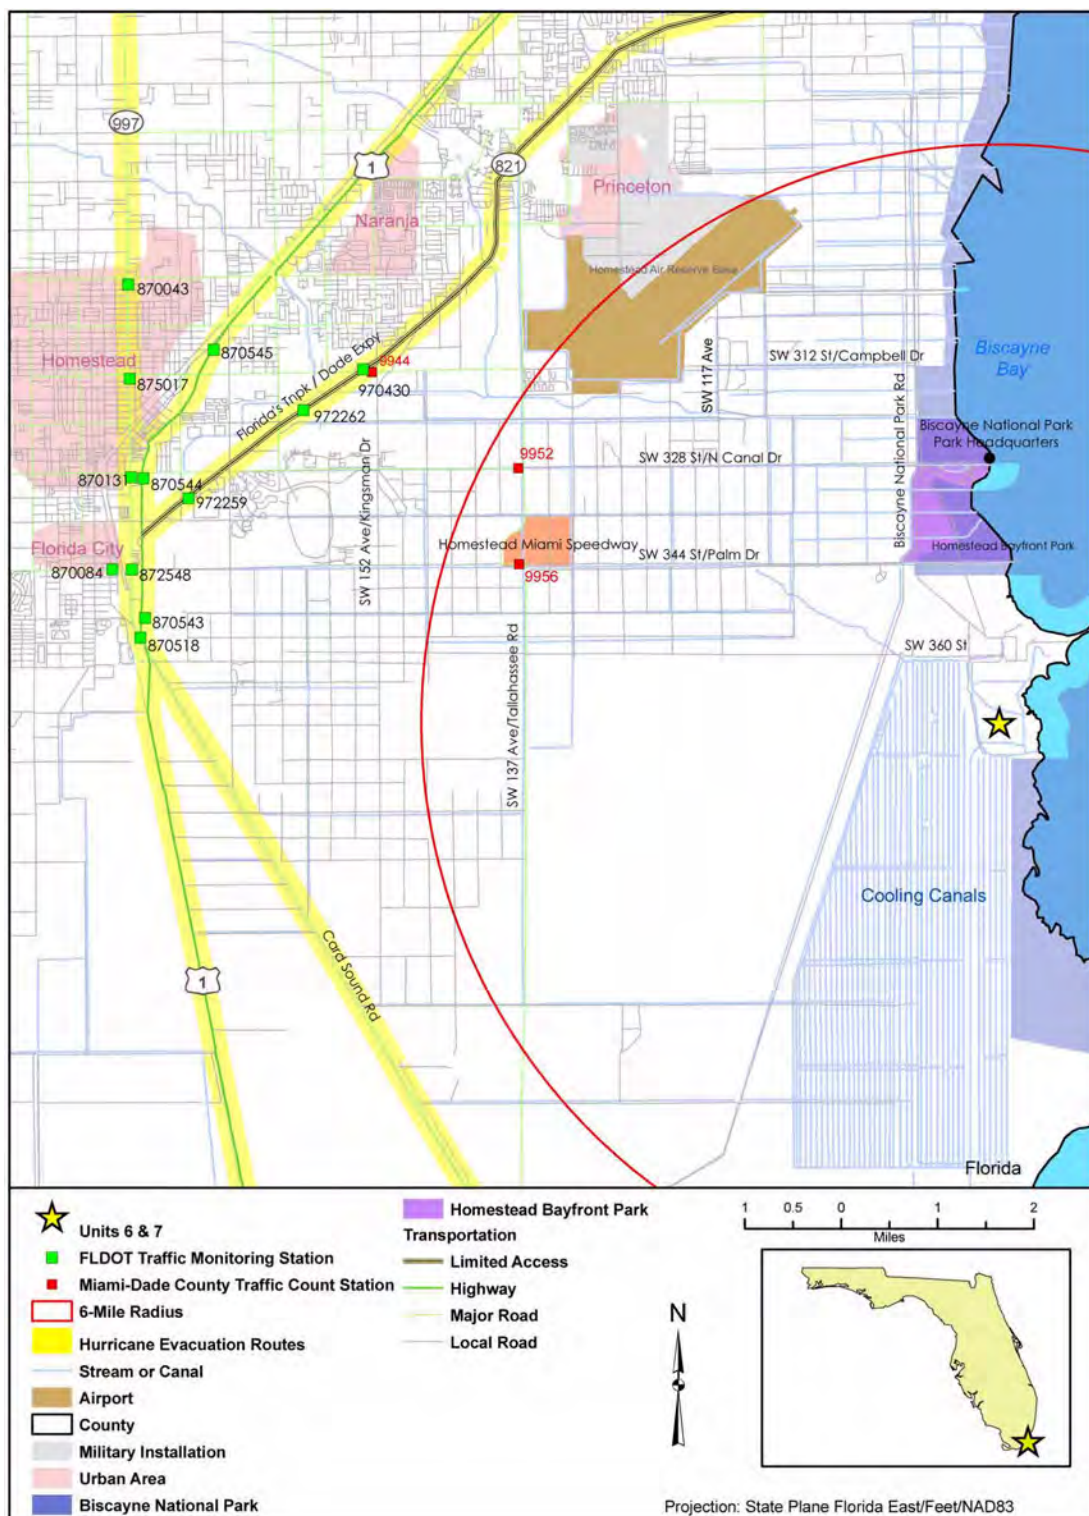 997
1
821
Princeton
Naranja
Homestead Air Reserve Base
870043
Homestead
870545
9944
970430
875017
972262
Florida's Tnpk / Dade Expy
SW 117 Ave
SW 312 St/Campbell Dr
Biscayne
Bay
Biscayne National Park Rd
Biscayne National Park
Park Headquarters
9952
SW 328 St/N Canal Dr
870131
870544
972259
SW 152 Ave/Kingsman Dr
Florida City
Homestead Miami Speedway
SW 344 St/Palm Dr
Homestead Bayfront Park
870084
872548
9956
870543
870518
SW 360 St
SW 137 Ave/Tallahassee Rd
Cooling Canals
Card Sound Rd
1
Florida
Units 6 & 7
FLDOT Traffic Monitoring Station
Miami-Dade County Traffic Count Station
6-Mile Radius
Hurricane Evacuation Routes
Stream or Canal
Airport
County
Military Installation
Urban Area
Biscayne National Park
Homestead Bayfront Park
Transportation
Limited Access
Highway
Major Road
Local Road
1 0.5 0 1 2
Miles
N
Projection: State Plane Florida East/Feet/NAD83